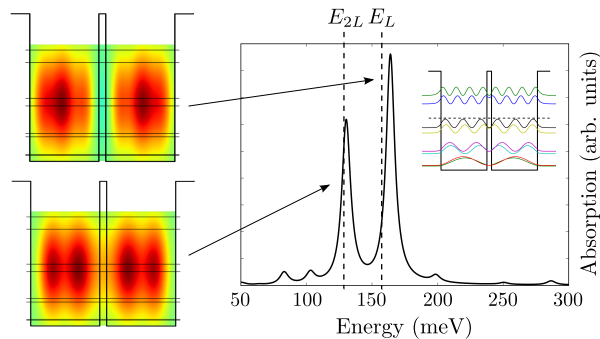 E_{2L} E_L
Absorption (arb. units)
50 100 150 200 250 300
Energy (meV)